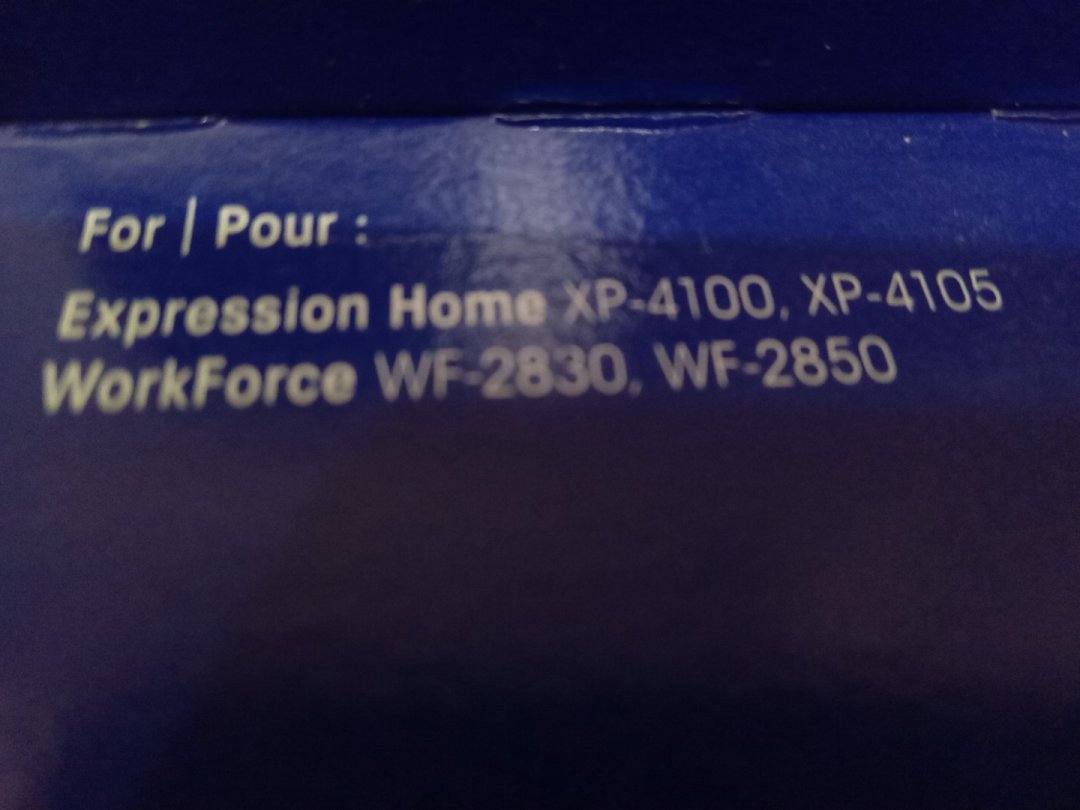 For | Pour :
Expression Home XP-4100, XP-4105
WorkForce WF-2830, WF-2850